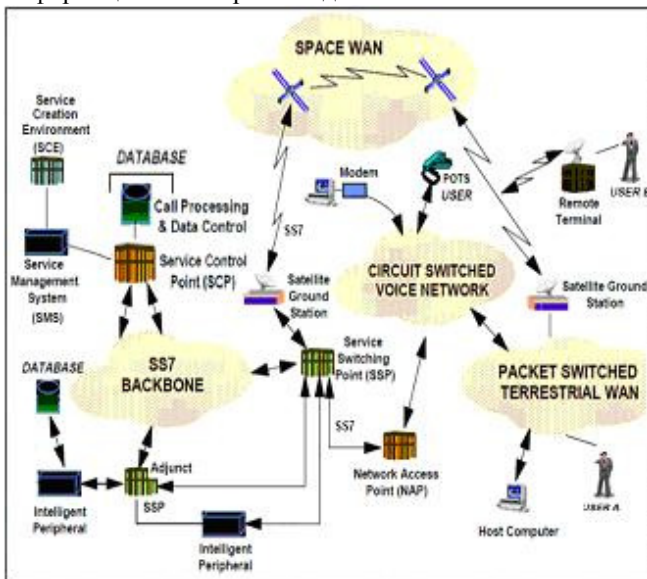 SPACE WAN
Service
Creation
Environment
(SCE)
DATABASE
Call Processing
& Data Control
Service
Management
System
(SMS)
Service Control
Point (SCP)
SS7
Modem
POTS
USER
Remote
Terminal
USER B
CIRCUIT SWITCHED
VOICE NETWORK
Satellite
Ground
Station
Satellite Ground
Station
DATABASE
SS7
BACKBONE
Service
Switching
Point (SSP)
PACKET SWITCHED
TERRESTRIAL WAN
SS7
Adjunct
SSP
Network Access
Point (NAP)
Intelligent
Peripheral
Intelligent
Peripheral
Host Computer
USER A